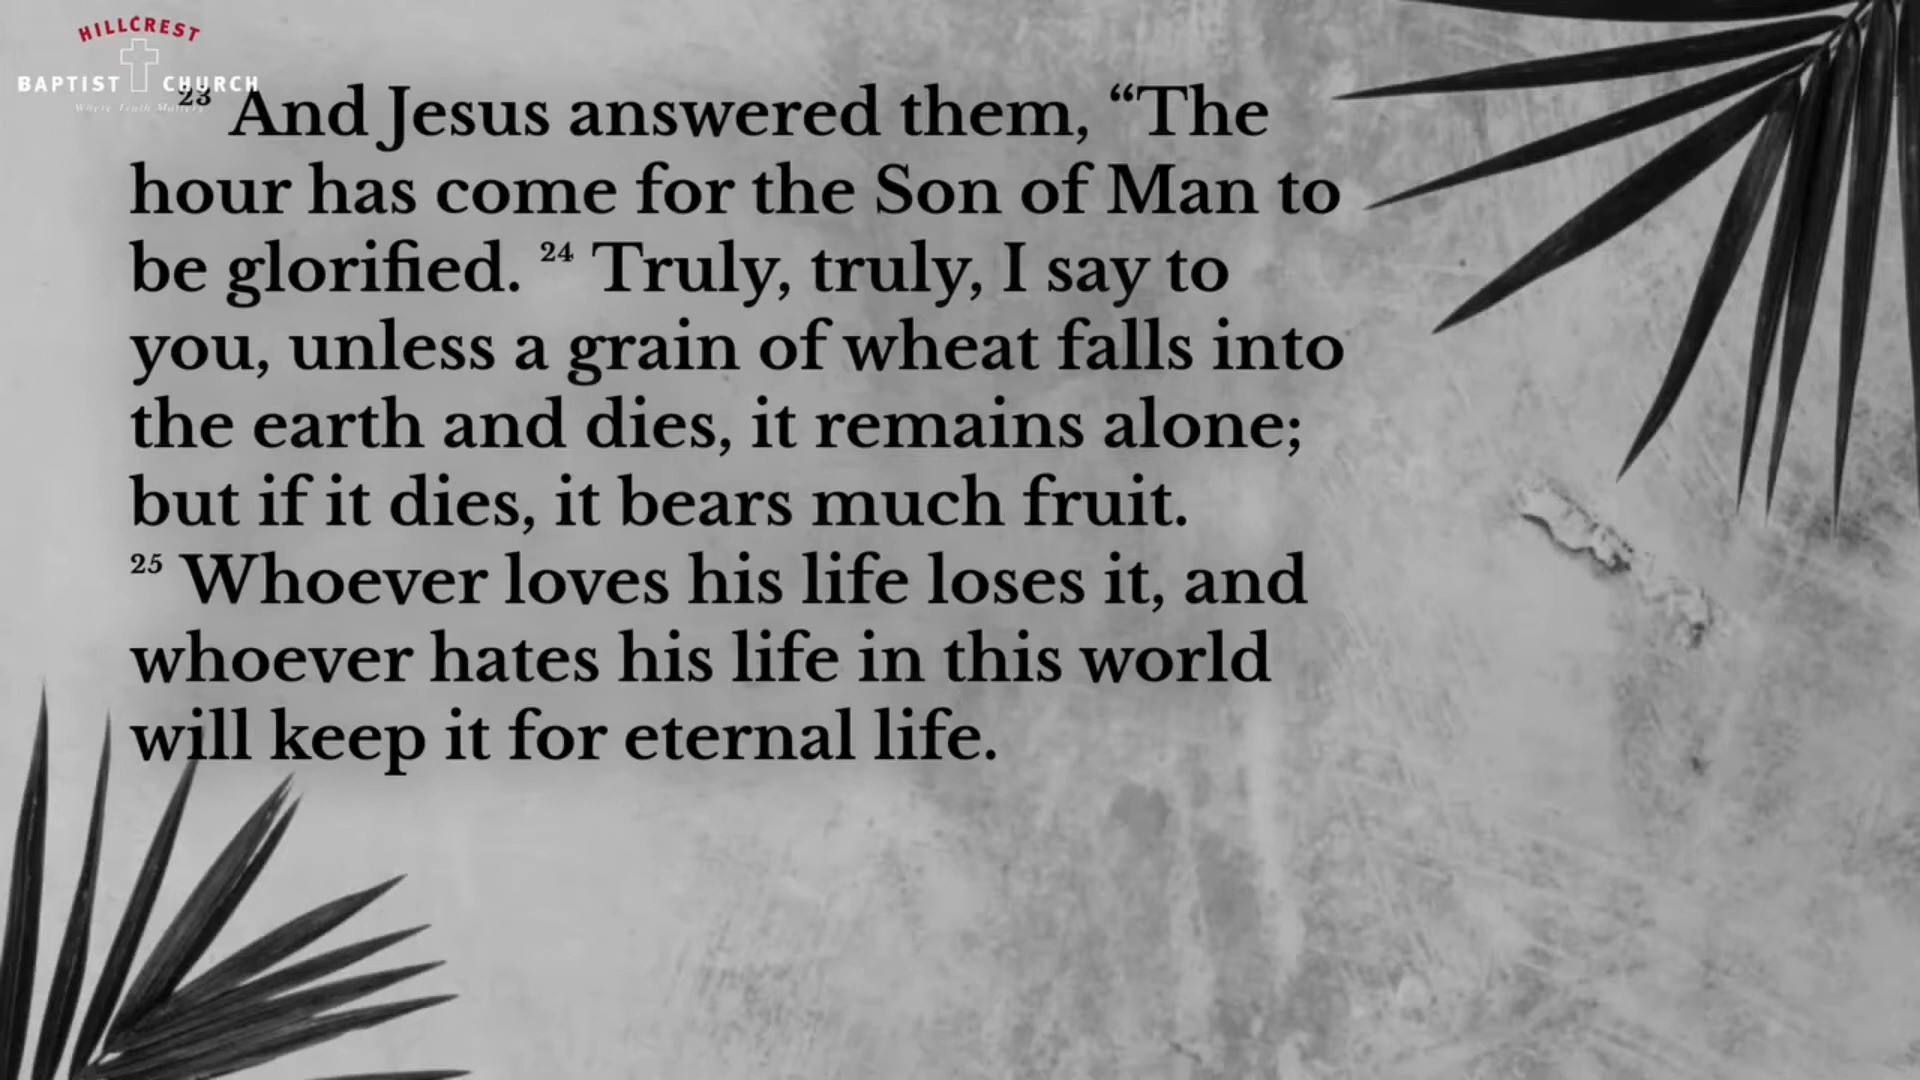 HILLCREST
BAPTIST CHURCH
Where Truth Matters
23 And Jesus answered them, “The
hour has come for the Son of Man to
be glorified. 24 Truly, truly, I say to
you, unless a grain of wheat falls into
the earth and dies, it remains alone;
but if it dies, it bears much fruit.
25 Whoever loves his life loses it, and
whoever hates his life in this world
will keep it for eternal life.